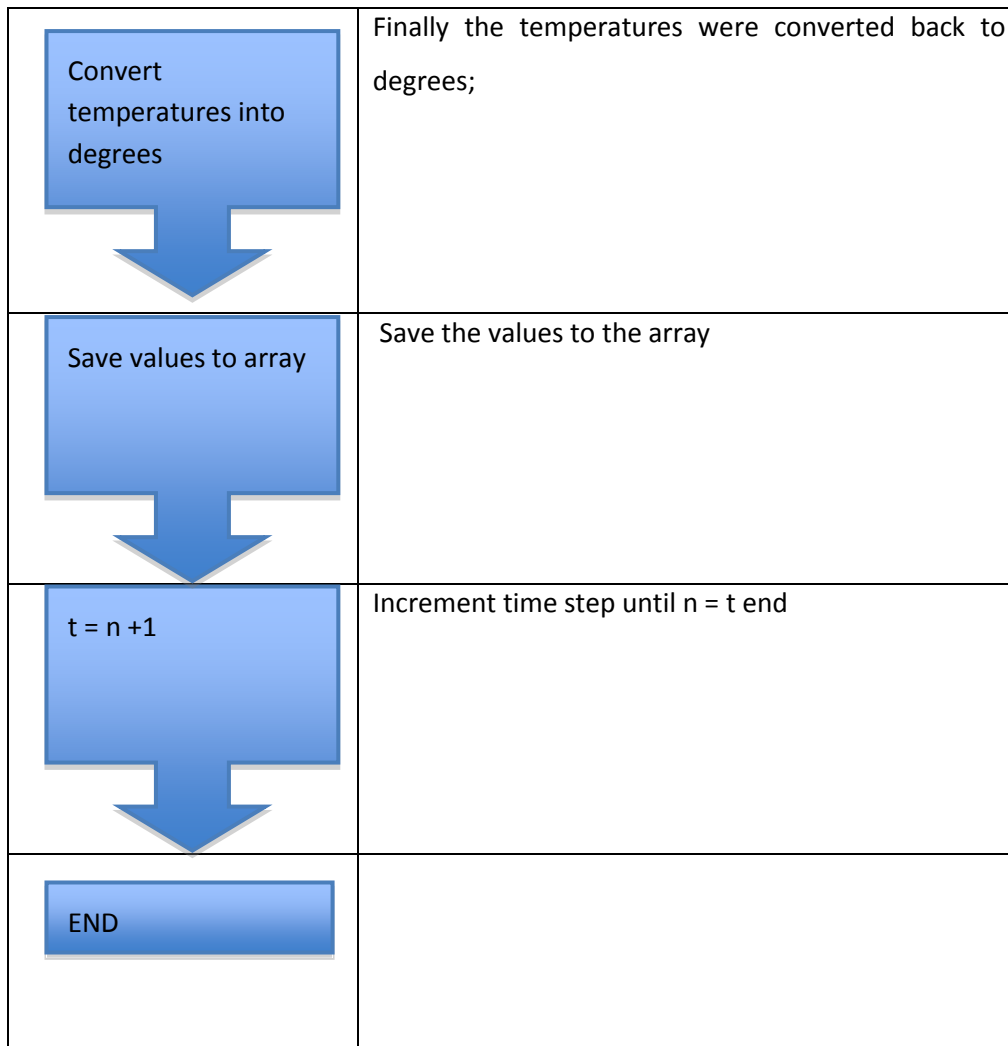 Convert
temperatures into
degrees
Finally the temperatures were converted back to
degrees;
Save values to array
Save the values to the array
t = n +1
Increment time step until n = t end
END